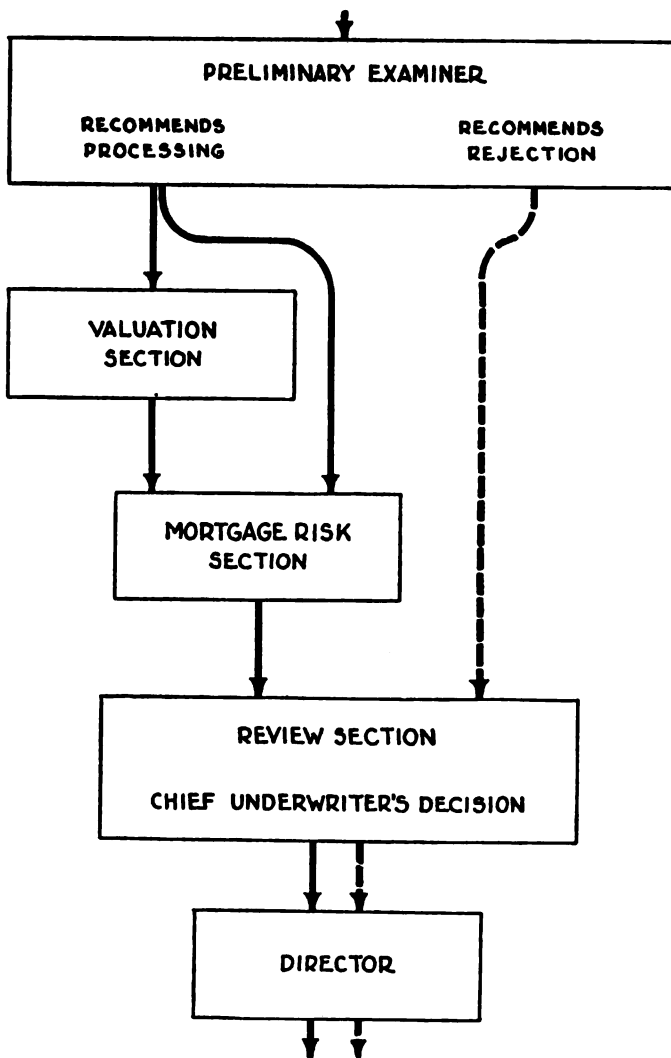 PRELIMINARY EXAMINER
RECOMMENDS
PROCESSING
RECOMMENDS
REJECTION
VALUATION
SECTION
MORTGAGE RISK
SECTION
REVIEW SECTION
CHIEF UNDERWRITER'S DECISION
DIRECTOR